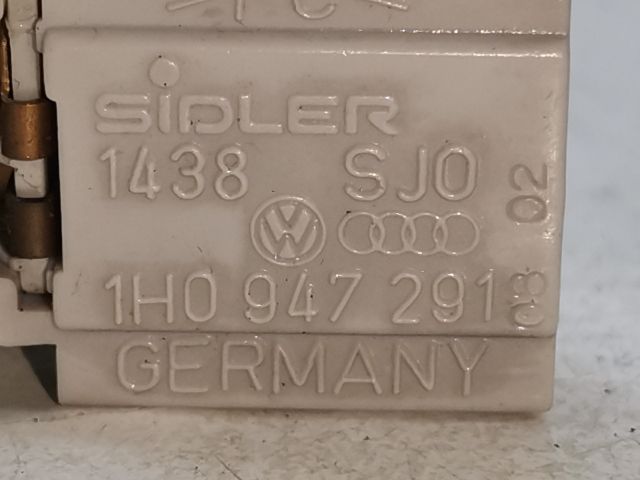 SiDLER
1438 SJ0
1H0 947 291
GERMANY
02